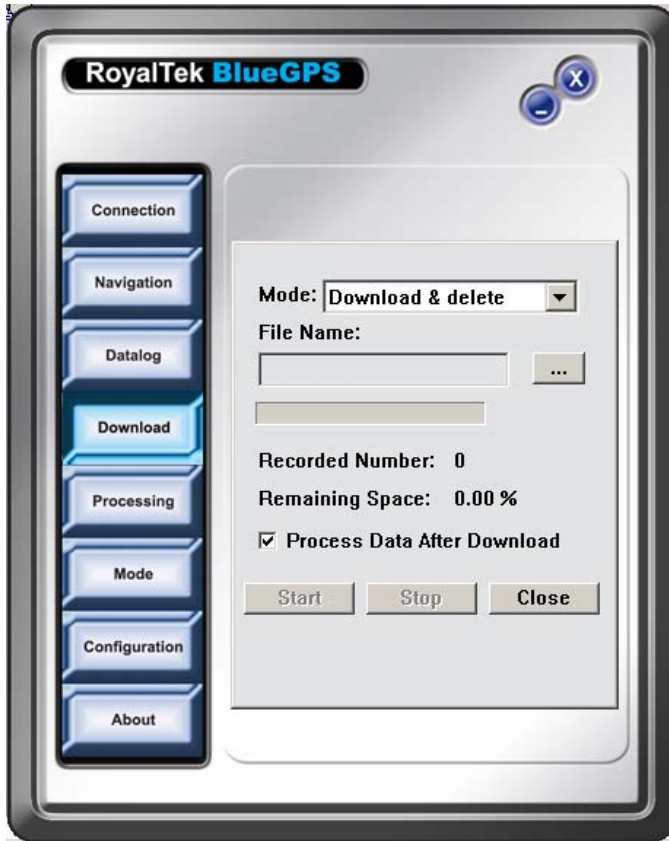 RoyalTek BlueGPS
X
Connection
Navigation
Datalog
Download
Processing
Mode
Configuration
About
Mode: Download & delete
File Name:
...
Recorded Number: 0
Remaining Space: 0.00 %
Process Data After Download
Start Stop Close